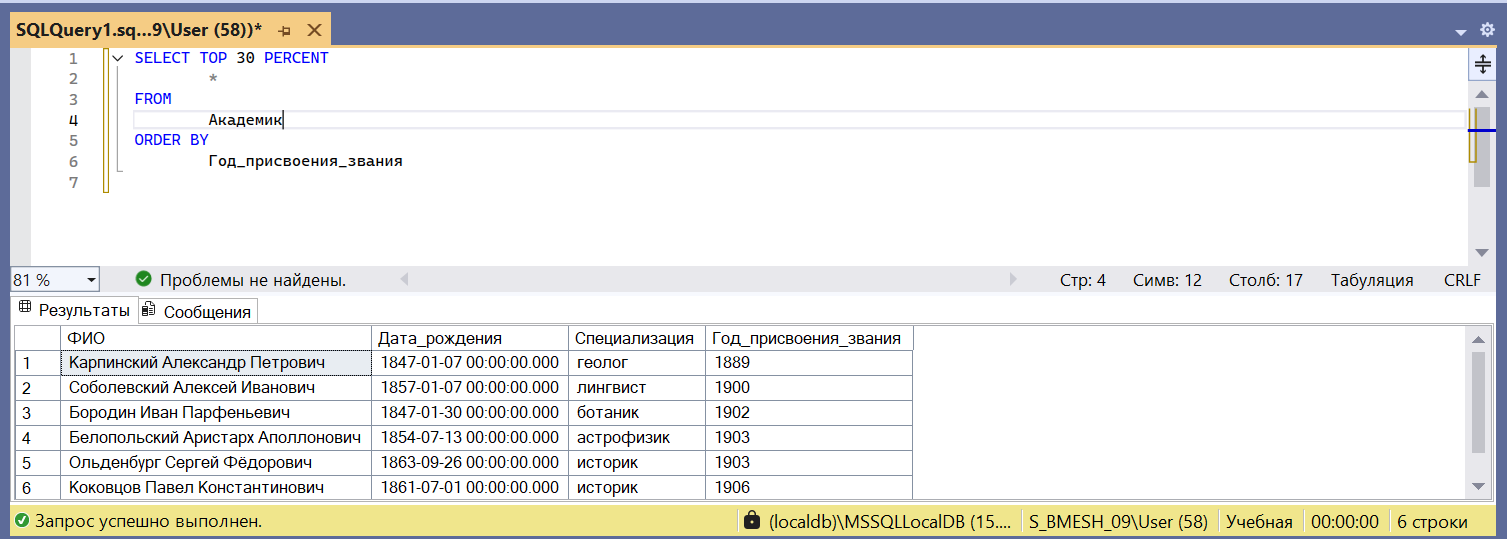 SQLQuery1.sq...9\User (58))*
1 SELECT TOP 30 PERCENT
2 *
3 FROM
4 Академик
5 ORDER BY
6 Год_присвоения_звания
7
81 % Проблемы не найдены. Стр: 4 Симв: 12 Столб: 17 Табуляция CRLF
Результаты Сообщения
ФИО Дата_рождения Специализация Год_присвоения_звания
1 Карпинский Александр Петрович 1847-01-07 00:00:00.000 геолог 1889
2 Соболевский Алексей Иванович 1857-01-07 00:00:00.000 лингвист 1900
3 Бородин Иван Парфеньевич 1847-01-30 00:00:00.000 ботаник 1902
4 Белопольский Аристарх Аполлонович 1854-07-13 00:00:00.000 астрофизик 1903
5 Ольденбург Сергей Фёдорович 1863-09-26 00:00:00.000 историк 1903
6 Коковцов Павел Константинович 1861-07-01 00:00:00.000 историк 1906
Запрос успешно выполнен. (localdb)\MSSQLLocalDB (15.... S_BMESH_09\User (58) Учебная 00:00:00 6 строки